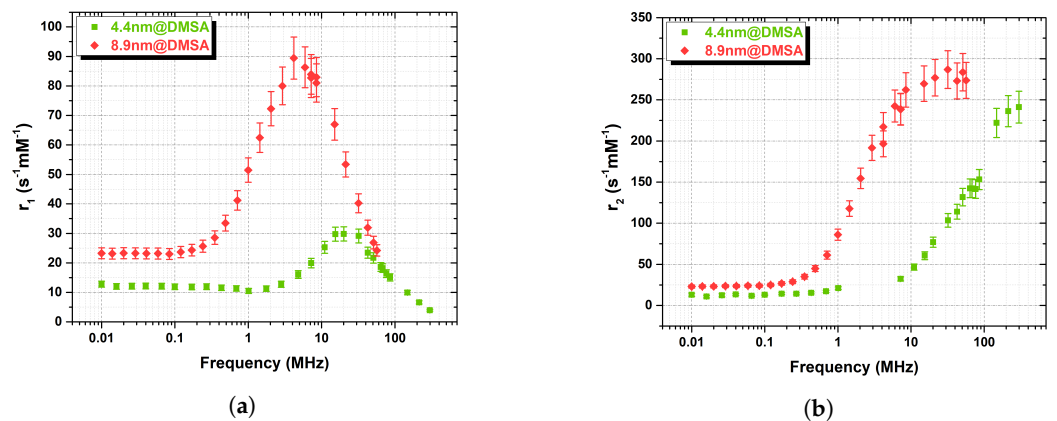 4.4nm@DMSA
8.9nm@DMSA
100
90
80
70
60
50
40
30
20
10
0
r₁ (s⁻¹mM⁻¹)
0.01 0.1 1 10 100
Frequency (MHz)
(a)
4.4nm@DMSA
8.9nm@DMSA
350
300
250
200
150
100
50
0
r₂ (s⁻¹mM⁻¹)
0.01 0.1 1 10 100
Frequency (MHz)
(b)